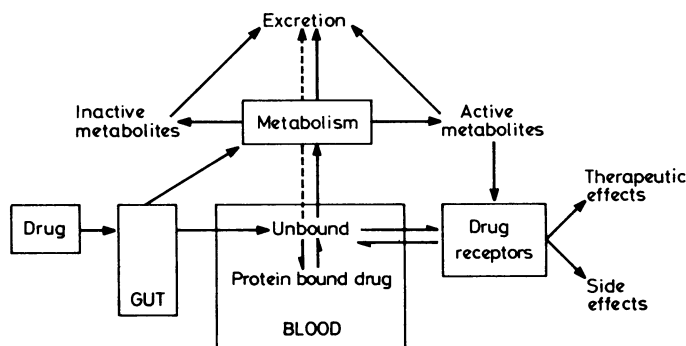 Excretion
Inactive
metabolites
Metabolism
Active
metabolites
Therapeutic
effects
Drug
Unbound
Drug
receptors
Protein bound drug
Side
effects
GUT
BLOOD